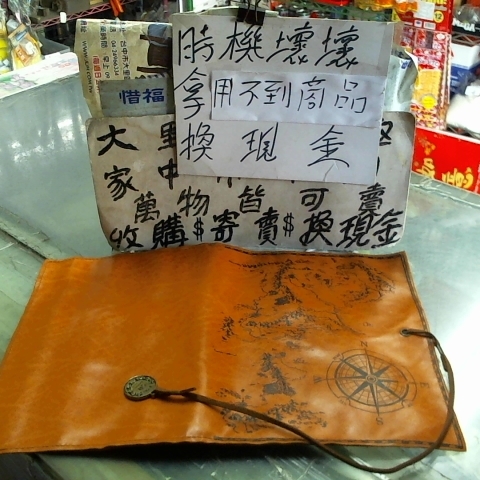 時機壞壞
拿用不到商品
換現金
惜福
大里
家中
萬物皆可賣
收購$寄賣$換現金